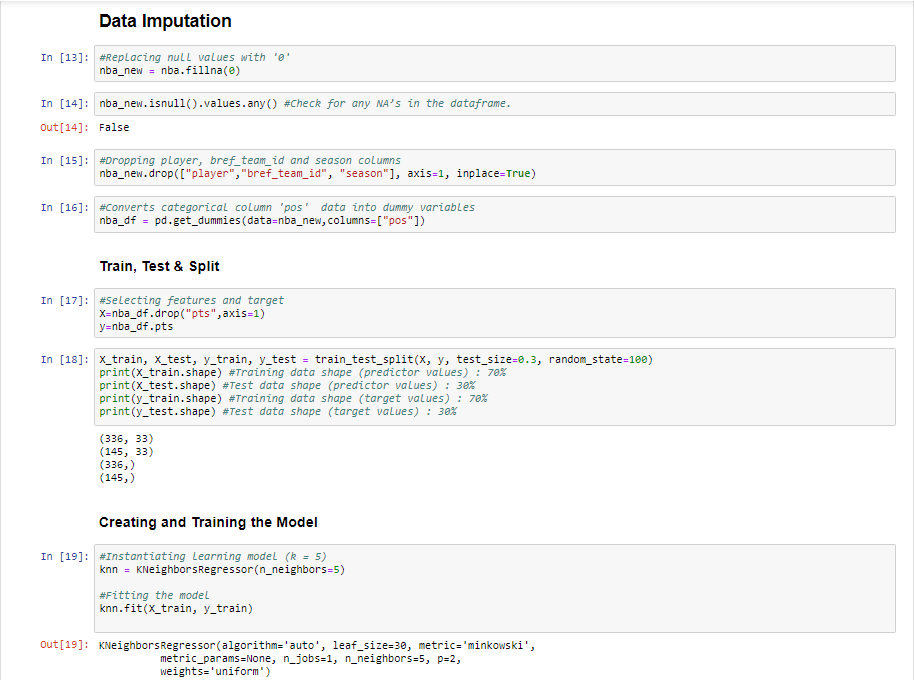 Data Imputation
In [13]: #Replacing null values with '0'
nba_new = nba.fillna(0)
In [14]: nba_new.isnull().values.any() #Check for any NA's in the dataframe.
Out[14]: False
In [15]: #Dropping player, bref_team_id and season columns
nba_new.drop(["player","bref_team_id", "season"], axis=1, inplace=True)
In [16]: #Converts categorical column 'pos'  data into dummy variables
nba_df = pd.get_dummies(data=nba_new,columns=["pos"])
Train, Test & Split
In [17]: #Selecting features and target
X=nba_df.drop("pts",axis=1)
y=nba_df.pts
In [18]: X_train, X_test, y_train, y_test = train_test_split(X, y, test_size=0.3, random_state=100)
print(X_train.shape) #Training data shape (predictor values) : 70%
print(X_test.shape) #Test data shape (predictor values) : 30%
print(y_train.shape) #Training data shape (target values) : 70%
print(y_test.shape) #Test data shape (target values) : 30%
(336, 33)
(145, 33)
(336,)
(145,)
Creating and Training the Model
In [19]: #Instantiating learning model (k = 5)
knn = KNeighborsRegressor(n_neighbors=5)
#Fitting the model
knn.fit(X_train, y_train)
Out[19]: KNeighborsRegressor(algorithm='auto', leaf_size=30, metric='minkowski',
metric_params=None, n_jobs=1, n_neighbors=5, p=2,
weights='uniform')